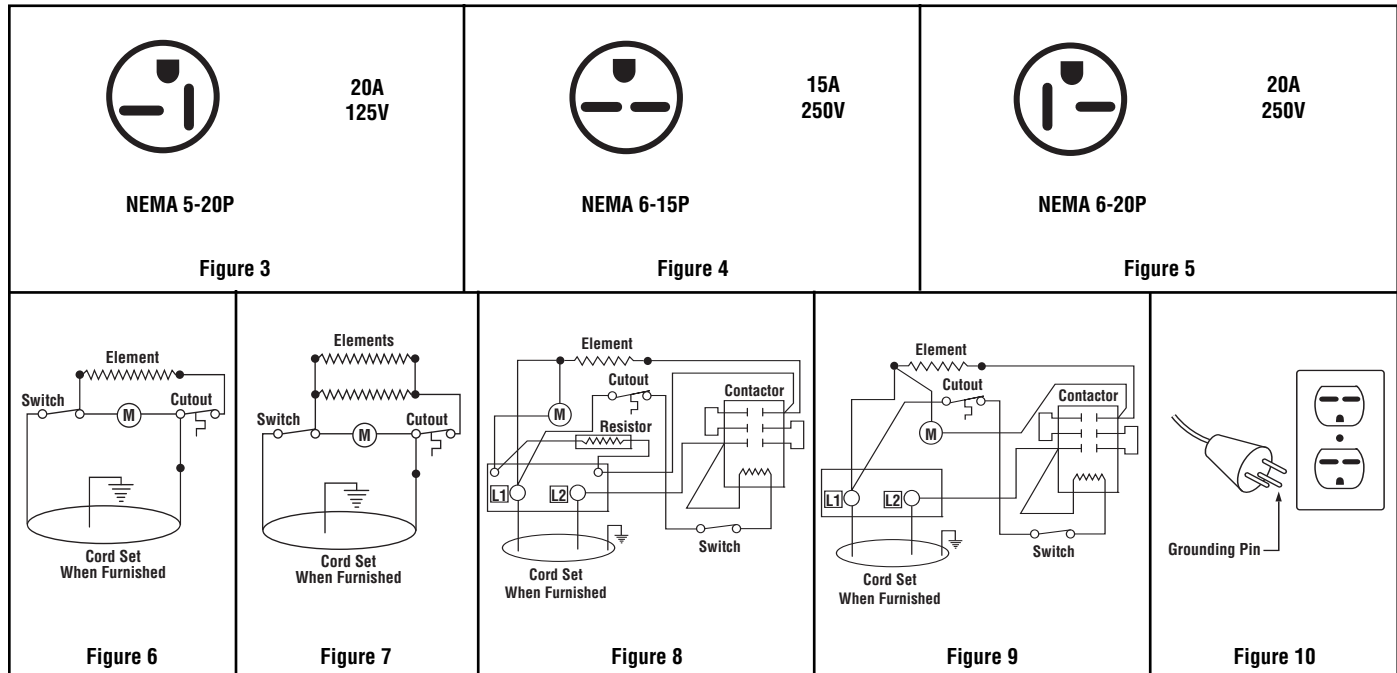 20A
125V
NEMA 5-20P
Figure 3
15A
250V
NEMA 6-15P
Figure 4
20A
250V
NEMA 6-20P
Figure 5
Element
Switch
Cutout
M
Cord Set
When Furnished
Figure 6
Elements
Switch
Cutout
M
Cord Set
When Furnished
Figure 7
Element
Cutout
Contactor
M
Resistor
L1
L2
Switch
Cord Set
When Furnished
Figure 8
Element
Cutout
Contactor
M
L1
L2
Switch
Cord Set
When Furnished
Figure 9
Grounding Pin
Figure 10